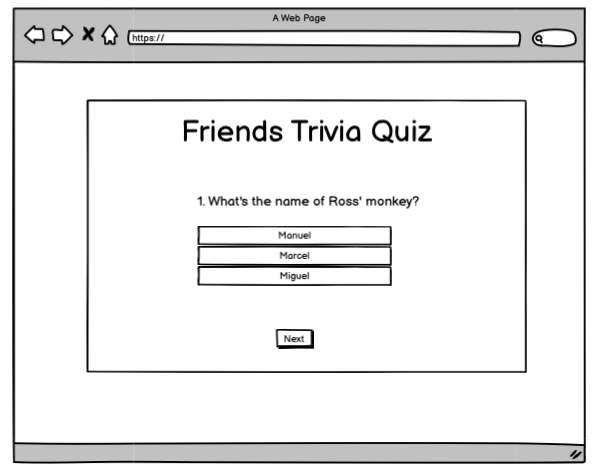 A Web Page
https://
Friends Trivia Quiz
1. What's the name of Ross' monkey?
Manuel
Marcel
Miguel
Next